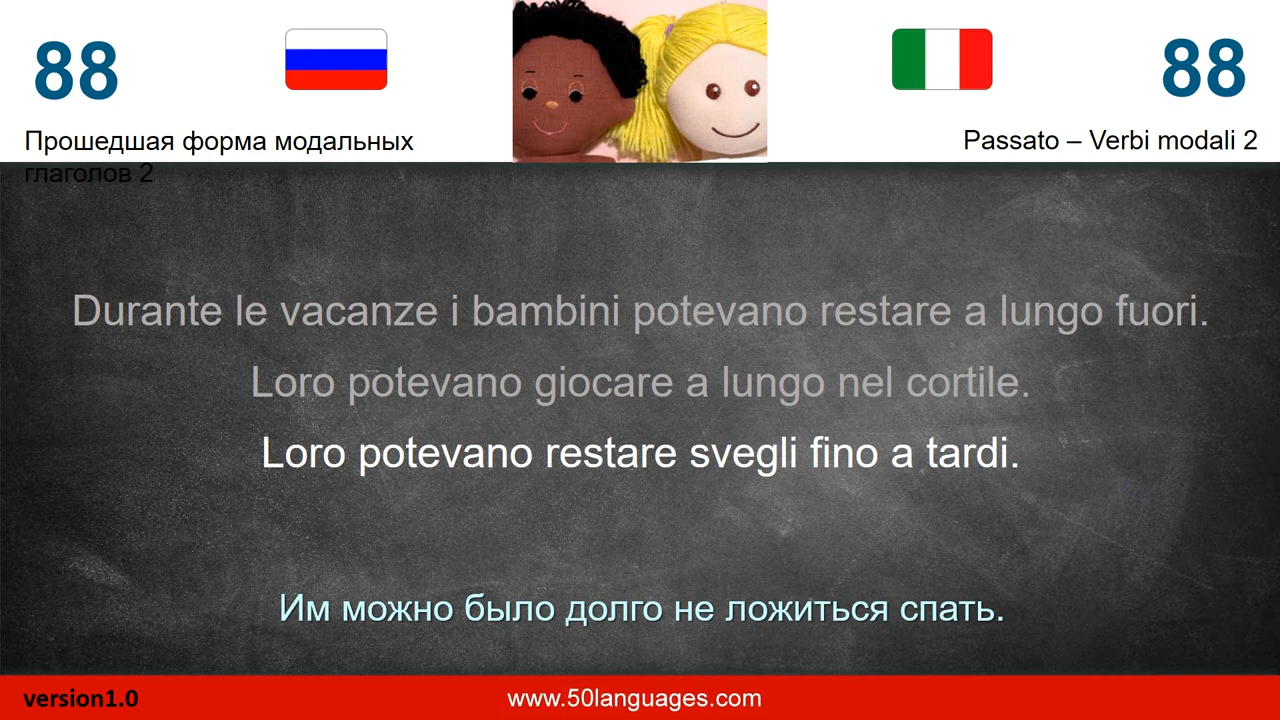 88
88
Прошедшая форма модальных
глаголов 2
Passato – Verbi modali 2
Durante le vacanze i bambini potevano restare a lungo fuori.
Loro potevano giocare a lungo nel cortile.
Loro potevano restare svegli fino a tardi.
Им можно было долго не ложиться спать.
version1.0
www.50languages.com